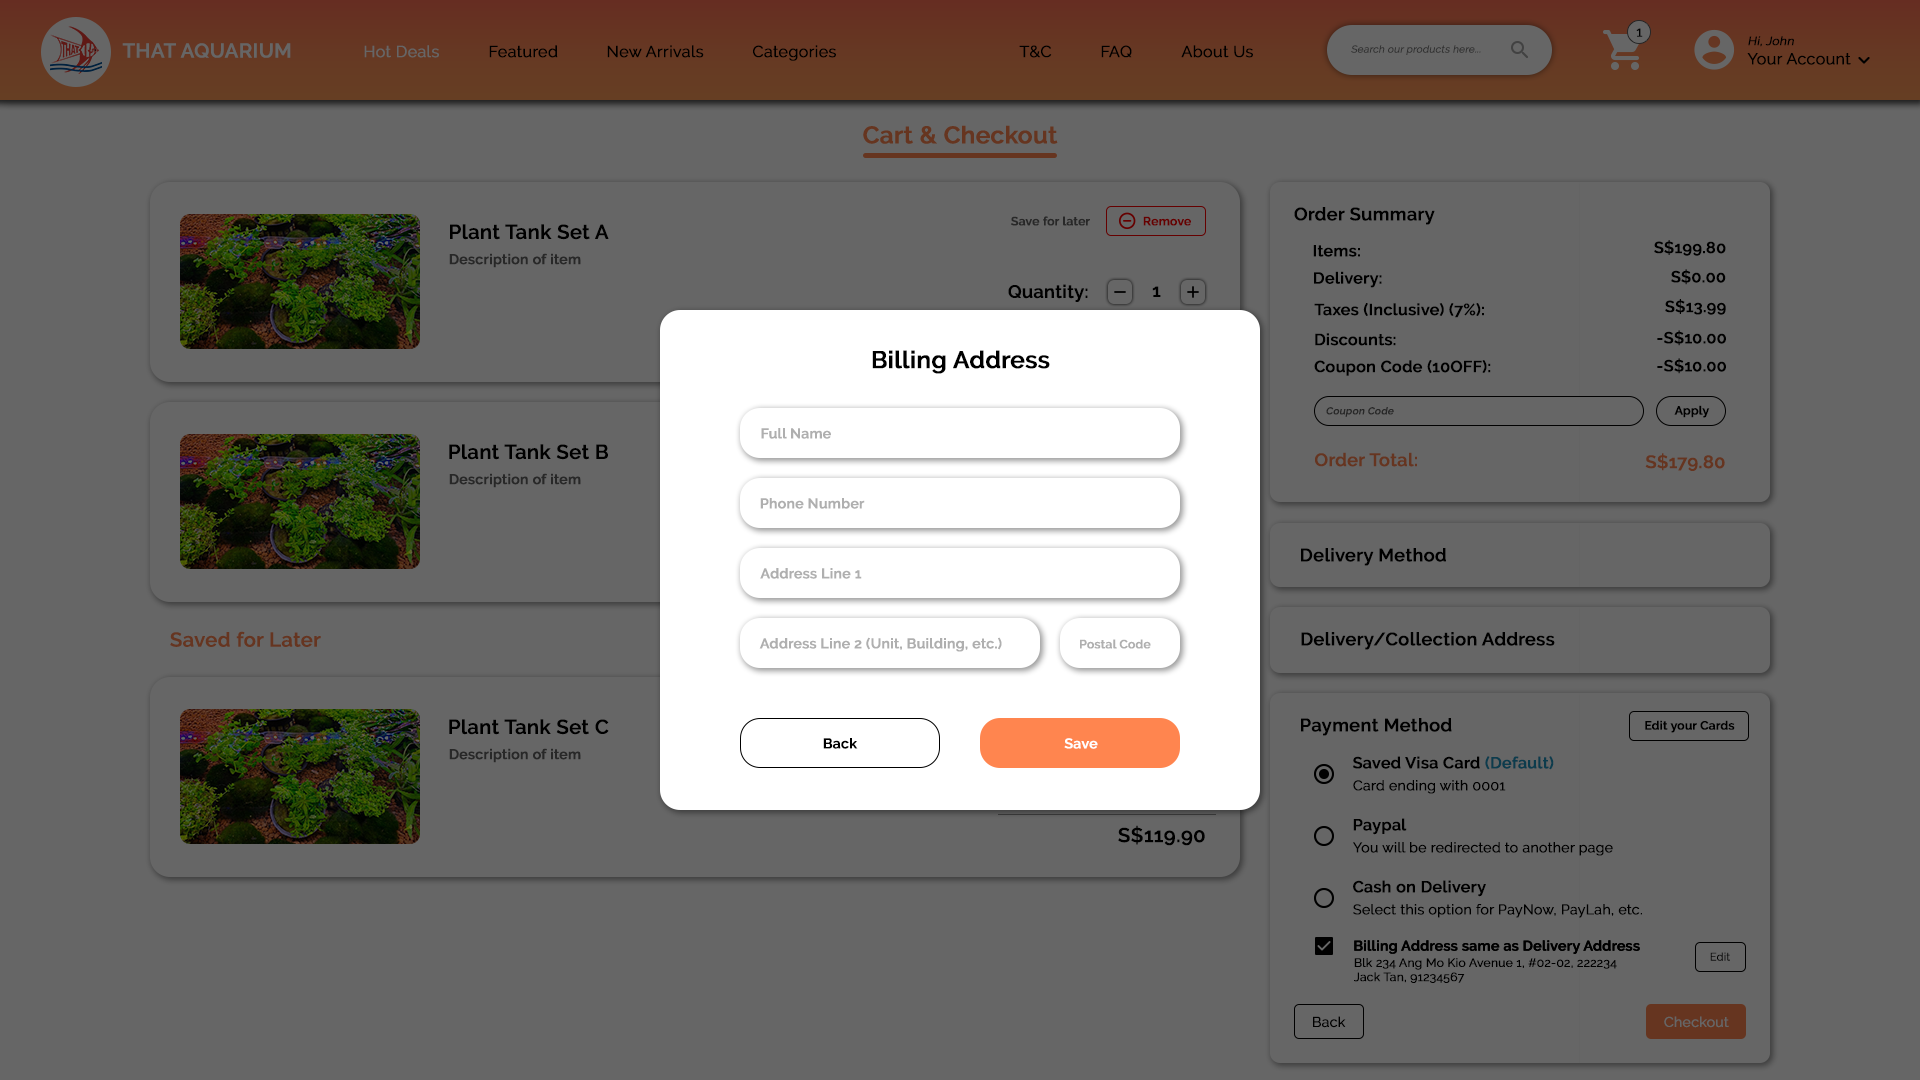 THAT AQUARIUM
Hot Deals
Featured
New Arrivals
Categories
T&C
FAQ
About Us
Search our products here...
1
Hi, John
Your Account
Cart & Checkout
Plant Tank Set A
Description of item
Save for later
Remove
Quantity:
1
Plant Tank Set B
Description of item
Saved for Later
Plant Tank Set C
Description of item
S$119.90
Billing Address
Full Name
Phone Number
Address Line 1
Address Line 2 (Unit, Building, etc.)
Postal Code
Back
Save
Order Summary
Items: S$199.80
Delivery: S$0.00
Taxes (Inclusive) (7%): S$13.99
Discounts: -S$10.00
Coupon Code (10OFF): -S$10.00
Coupon Code
Apply
Order Total: S$179.80
Delivery Method
Delivery/Collection Address
Payment Method
Edit your Cards
Saved Visa Card (Default)
Card ending with 0001
Paypal
You will be redirected to another page
Cash on Delivery
Select this option for PayNow, PayLah, etc.
Billing Address same as Delivery Address
Blk 234 Ang Mo Kio Avenue 1, #02-02, 222234
Jack Tan, 91234567
Edit
Back
Checkout